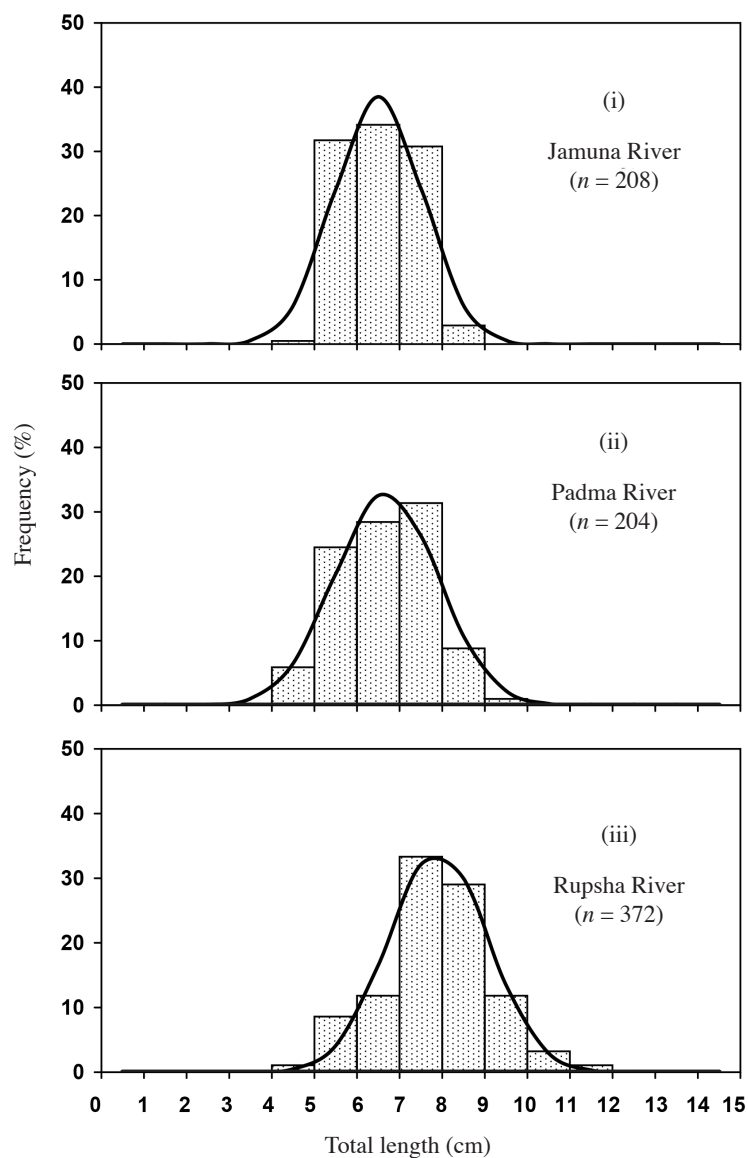 50
40
30
20
10
0
(i)
Jamuna River
(n = 208)
50
40
30
20
10
0
(ii)
Padma River
(n = 204)
Frequency (%)
50
40
30
20
10
0
(iii)
Rupsha River
(n = 372)
0 1 2 3 4 5 6 7 8 9 10 11 12 13 14 15
Total length (cm)